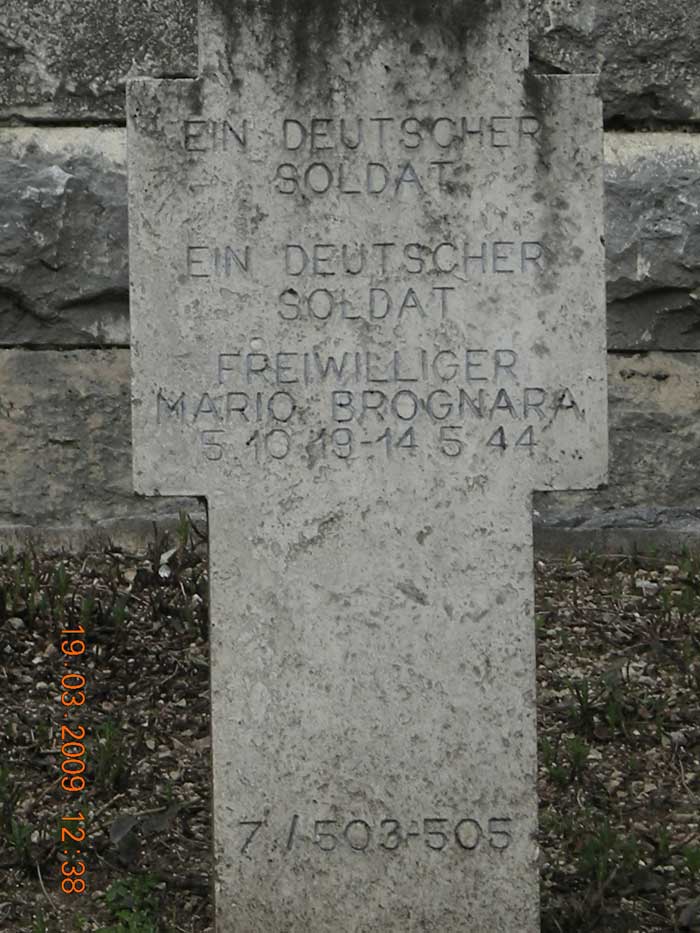 EIN DEUTSCHER
SOLDAT
EIN DEUTSCHER
SOLDAT
FREIWILLIGER
MARIO BROGNARA
5 10 19-14 5 44
7/503-505
19.03.2009 12:38